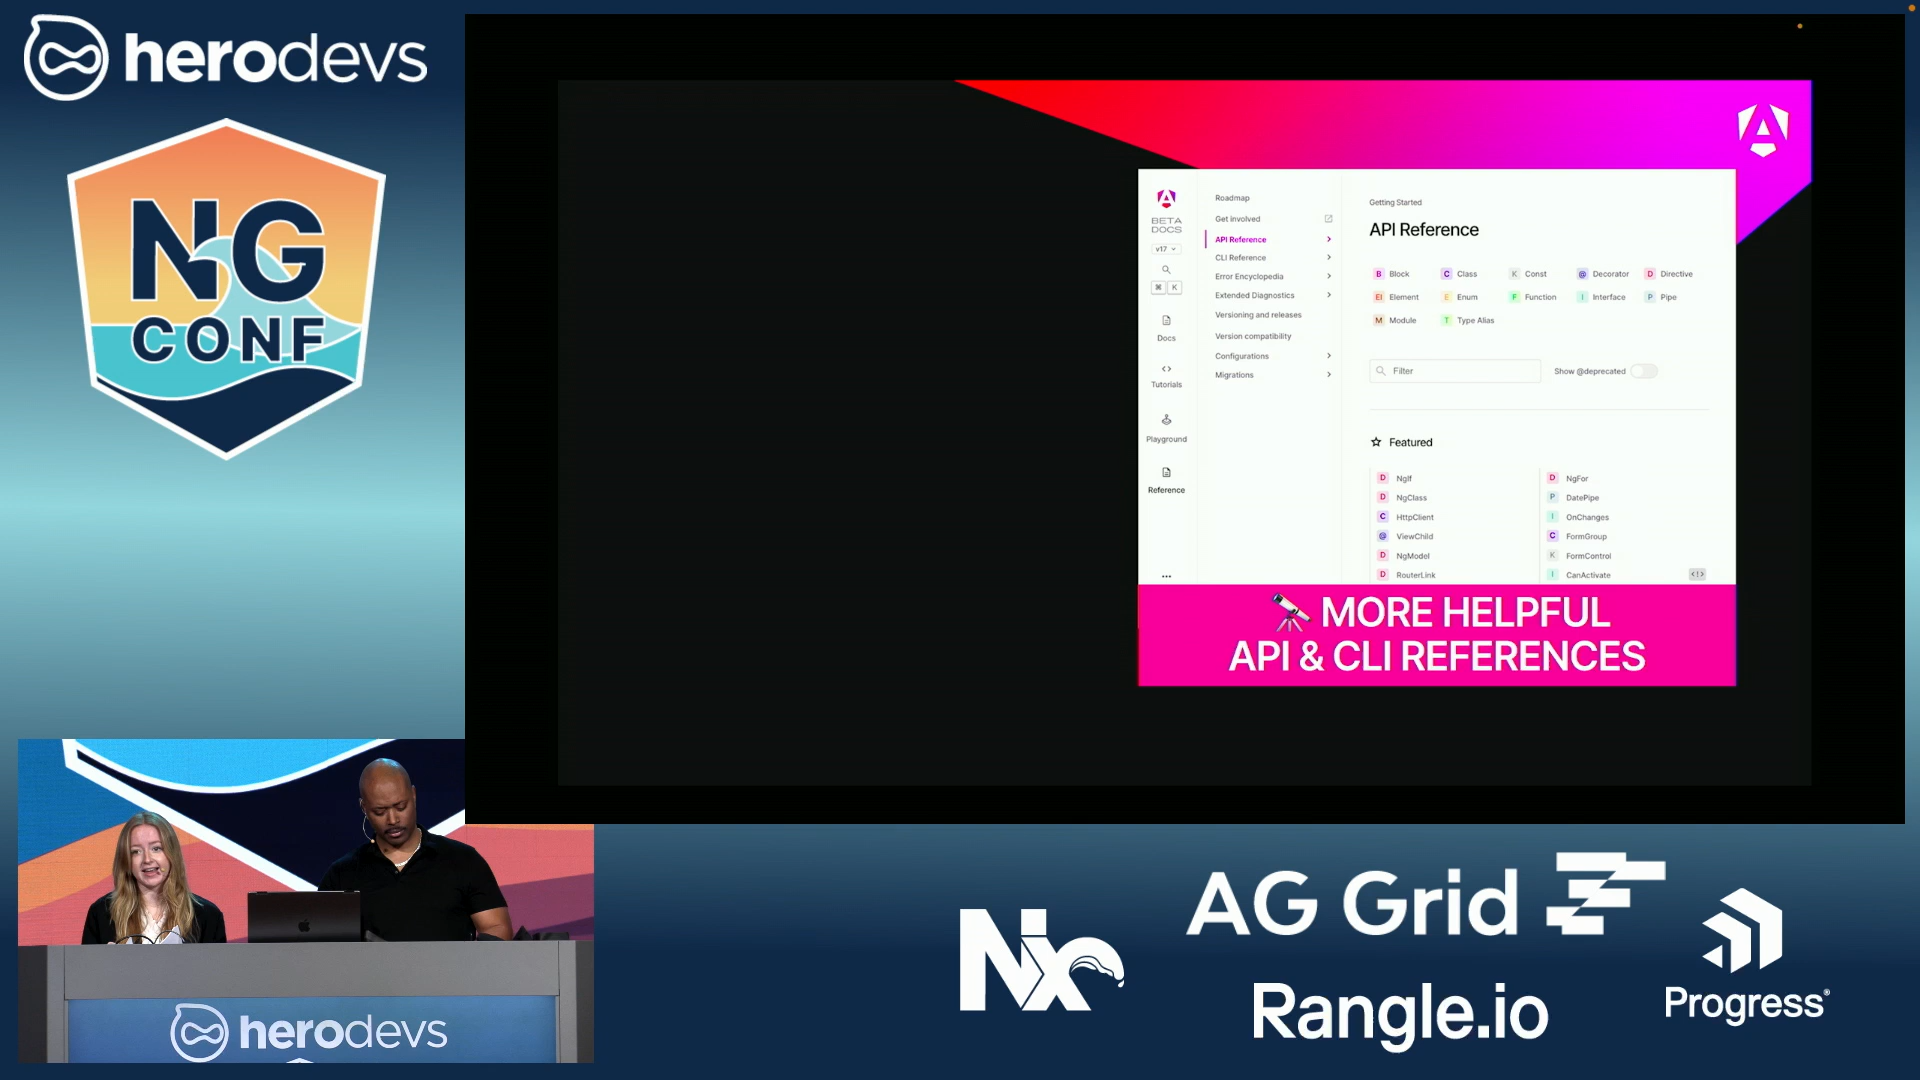 herodevs
NG
CONF
BETA
DOCS
v17
⌘ K
Docs
Tutorials
Playground
Reference
Roadmap
Get involved
API Reference
CLI Reference
Error Encyclopedia
Extended Diagnostics
Versioning and releases
Version compatibility
Configurations
Migrations
Getting Started
API Reference
B Block C Class K Const @ Decorator D Directive
El Element E Enum F Function I Interface P Pipe
M Module T Type Alias
Filter Show @deprecated
Featured
D NgIf D NgFor
D NgClass P DatePipe
C HttpClient I OnChanges
@ ViewChild C FormGroup
D NgModel K FormControl
D RouterLink I CanActivate
MORE HELPFUL
API & CLI REFERENCES
herodevs
Nx
AG Grid
Rangle.io
Progress®